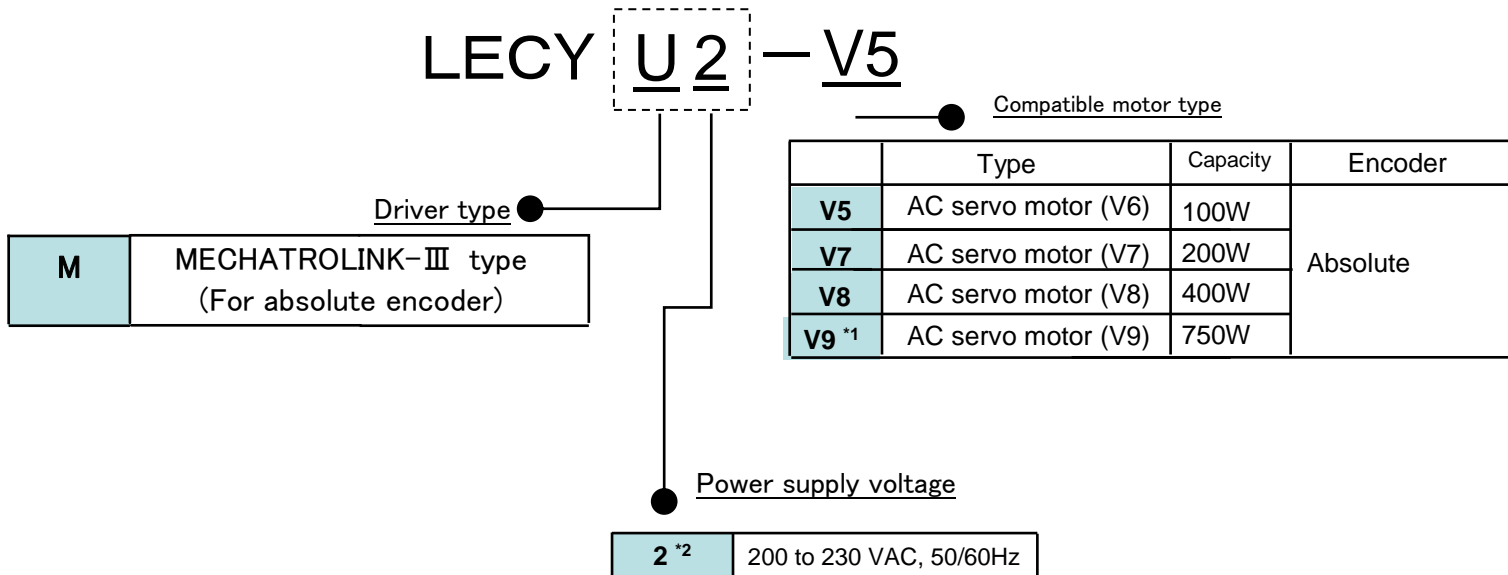 LECY U 2 － V5
Compatible motor type
Type Capacity Encoder
V5 AC servo motor (V6) 100W
V7 AC servo motor (V7) 200W
Absolute
V8 AC servo motor (V8) 400W
V9 *1 AC servo motor (V9) 750W
Driver type
M MECHATROLINK-Ⅲ type
(For absolute encoder)
Power supply voltage
2 *2 200 to 230 VAC, 50/60Hz